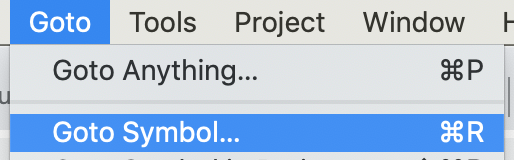 Goto Tools Project Window
Goto Anything... ⌘P
Goto Symbol... ⌘R